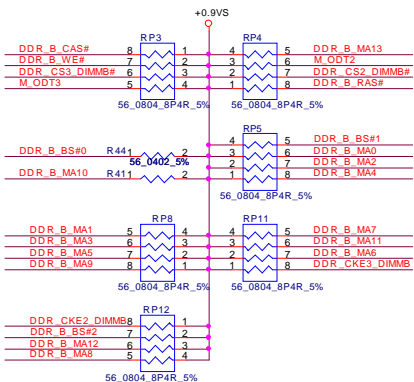 +0.9VS
RP3 RP4
DDR_B_CAS# 8 1 4 5 DDR_B_MA13
DDR_B_WE# 7 2 3 6 M_ODT2
DDR_CS3_DIMMB# 6 3 2 7 DDR_CS2_DIMMB#
M_ODT3 5 4 1 8 DDR_B_RAS#
56_0804_8P4R_5% 56_0804_8P4R_5%
RP5
4 5 DDR_B_BS#1
DDR_B_BS#0 R441 2 3 6 DDR_B_MA0
56_0402_5% 2 7 DDR_B_MA2
DDR_B_MA10 R411 2 1 8 DDR_B_MA4
56_0804_8P4R_5%
RP8 RP11
DDR_B_MA1 5 4 4 5 DDR_B_MA7
DDR_B_MA3 6 3 3 6 DDR_B_MA11
DDR_B_MA5 7 2 2 7 DDR_B_MA6
DDR_B_MA9 8 1 1 8 DDR_CKE3_DIMMB
56_0804_8P4R_5% 56_0804_8P4R_5%
RP12
DDR_CKE2_DIMMB 8 1
DDR_B_BS#2 7 2
DDR_B_MA12 6 3
DDR_B_MA8 5 4
56_0804_8P4R_5%